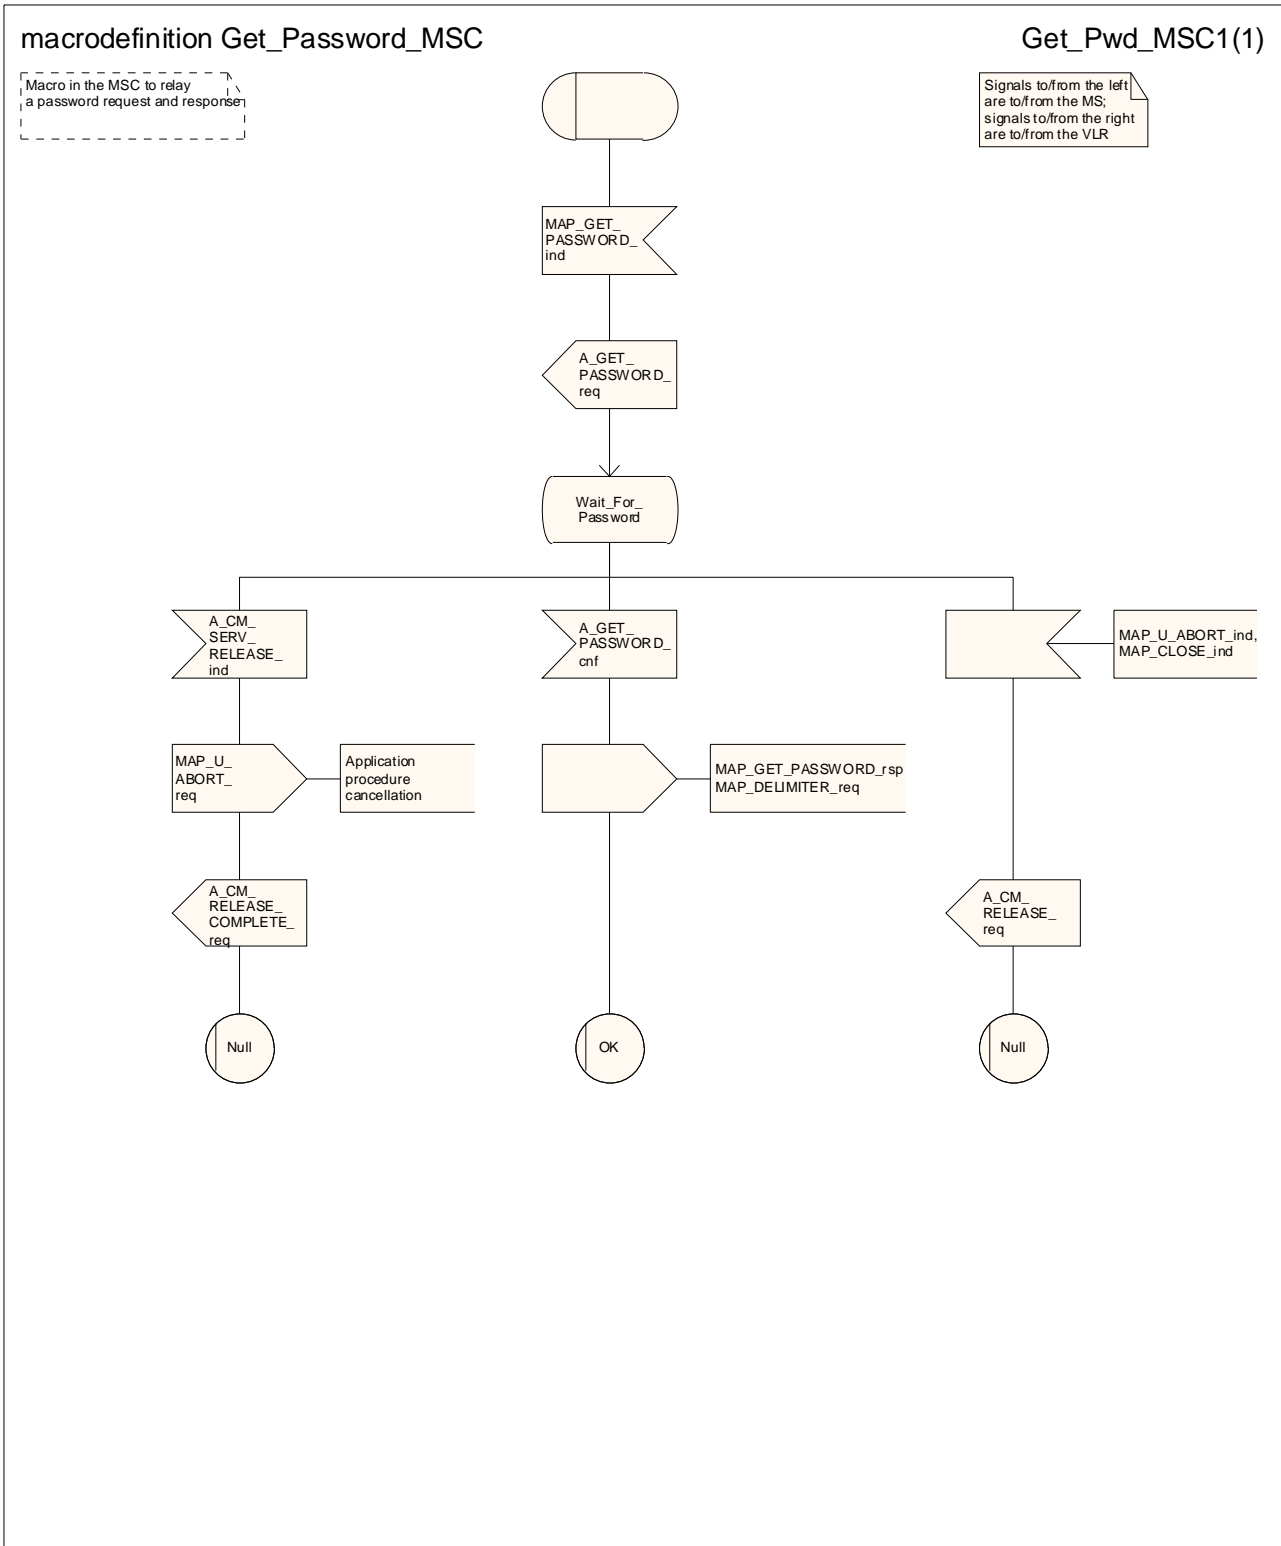 macrodefinition Get_Password_MSC
Get_Pwd_MSC1(1)
Macro in the MSC to relay
a password request and response
Signals to/from the left
are to/from the MS;
signals to/from the right
are to/from the VLR
MAP_GET_
PASSWORD_
ind
A_GET_
PASSWORD_
req
Wait_For_
Password
A_CM_
SERV_
RELEASE_
ind
A_GET_
PASSWORD_
cnf
MAP_U_ABORT_ind,
MAP_CLOSE_ind
MAP_U_
ABORT_
req
Application
procedure
cancellation
MAP_GET_PASSWORD_rsp
MAP_DELIMITER_req
A_CM_
RELEASE_
COMPLETE_
req
A_CM_
RELEASE_
req
Null
OK
Null